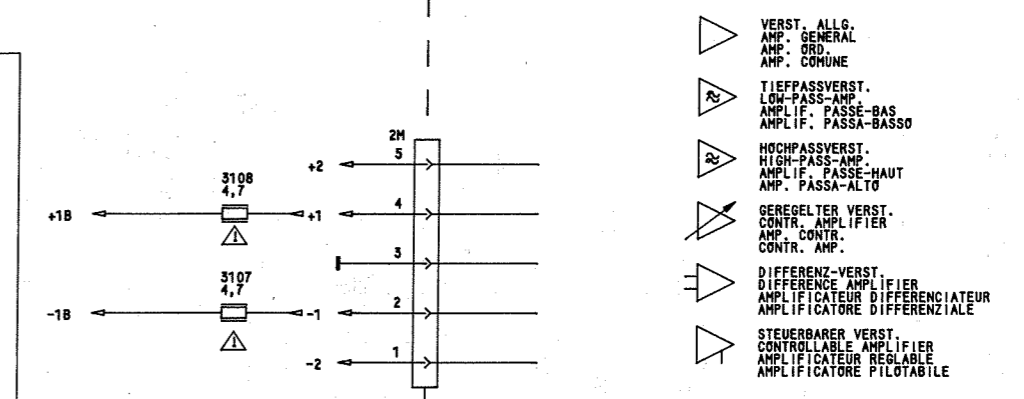 2M
5
+2
3108
4,7
+1B
+1
4
3
3107
4,7
-1B
-1
2
-2
1
VERST. ALLG.
AMP. GENERAL
AMP. ORD.
AMP. COMUNE
TIEFPASSVERST.
LOW-PASS-AMP.
AMPLIF. PASSE-BAS
AMPLIF. PASSA-BASSO
HOCHPASSVERST.
HIGH-PASS-AMP.
AMPLIF. PASSE-HAUT
AMP. PASSA-ALTO
GEREGELTER VERST.
CONTR. AMPLIFIER
AMP. CONTR.
CONTR. AMP.
DIFFERENZ-VERST.
DIFFERENCE AMPLIFIER
AMPLIFICATEUR DIFFERENCIATEUR
AMPLIFICATORE DIFFERENZIALE
STEUERBARER VERST.
CONTROLLABLE AMPLIFIER
AMPLIFICATEUR REGLABLE
AMPLIFICATORE PILOTABILE